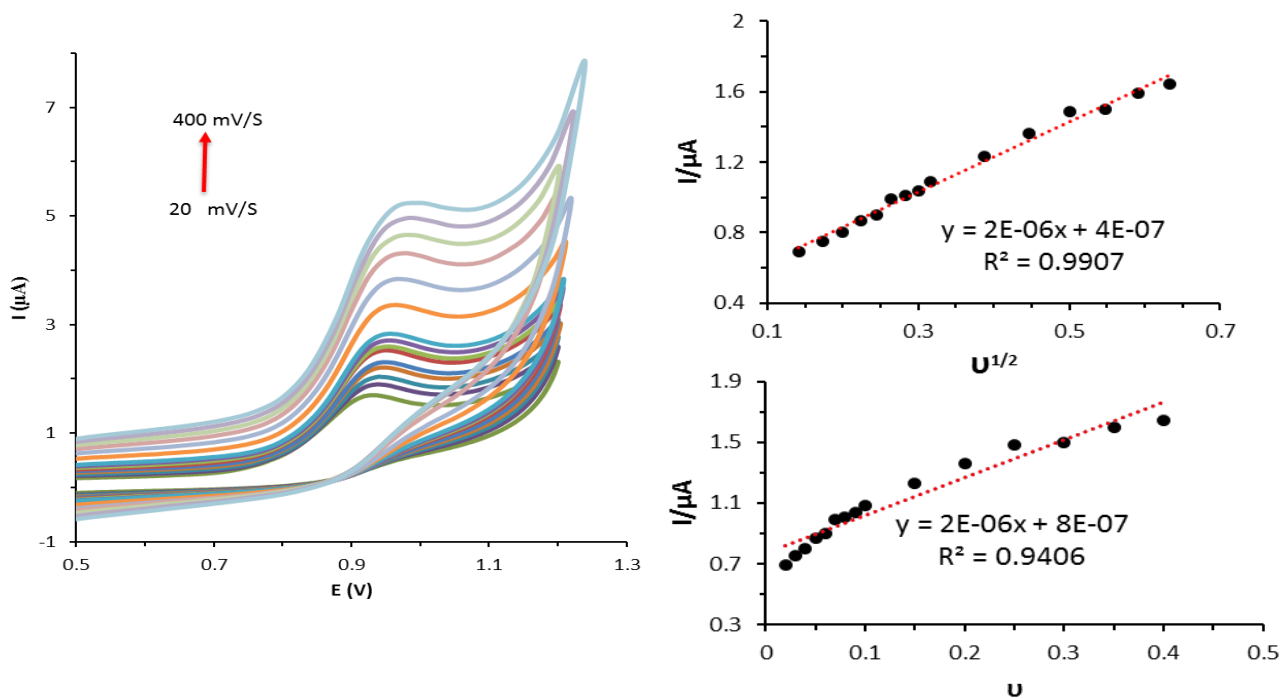 7
5
3
1
-1
I (μA)
400 mV/S
20 mV/S
0.5
0.7
0.9
1.1
1.3
E (V)
2
1.6
1.2
0.8
0.4
I/μA
y = 2E-06x + 4E-07
R² = 0.9907
0.1
0.3
0.5
0.7
υ1/2
1.9
1.5
1.1
0.7
0.3
I/μA
y = 2E-06x + 8E-07
R² = 0.9406
0
0.1
0.2
0.3
0.4
0.5
υ